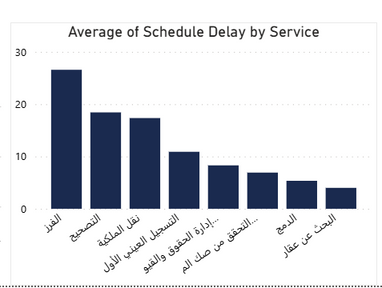 Average of Schedule Delay by Service
30
20
10
0
الفرز
التصحيح
نقل الملكية
التسجيل العيني الأول
إدارة الحقوق والقيو...
التحقق من صك الم...
الدمج
البحث عن عقار